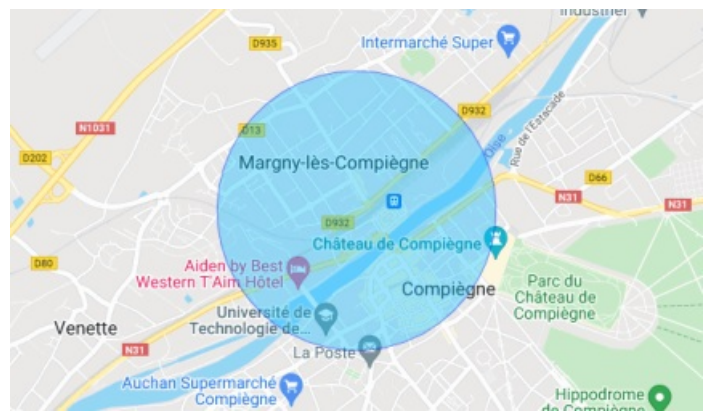 Industriel
D935
Intermarché Super
D932
N1031
D13
Oise
Rue de l'Estacade
D202
Margny-lès-Compiègne
D66
N31
N31
D932
Château de Compiègne
D80
Aiden by Best
Western T'Aim Hôtel
Compiègne
Parc du
Château de
Compiègne
Université de
Technologie de...
Venette
N31
La Poste
Auchan Supermarché
Compiègne
Hippodrome
de Compiègne